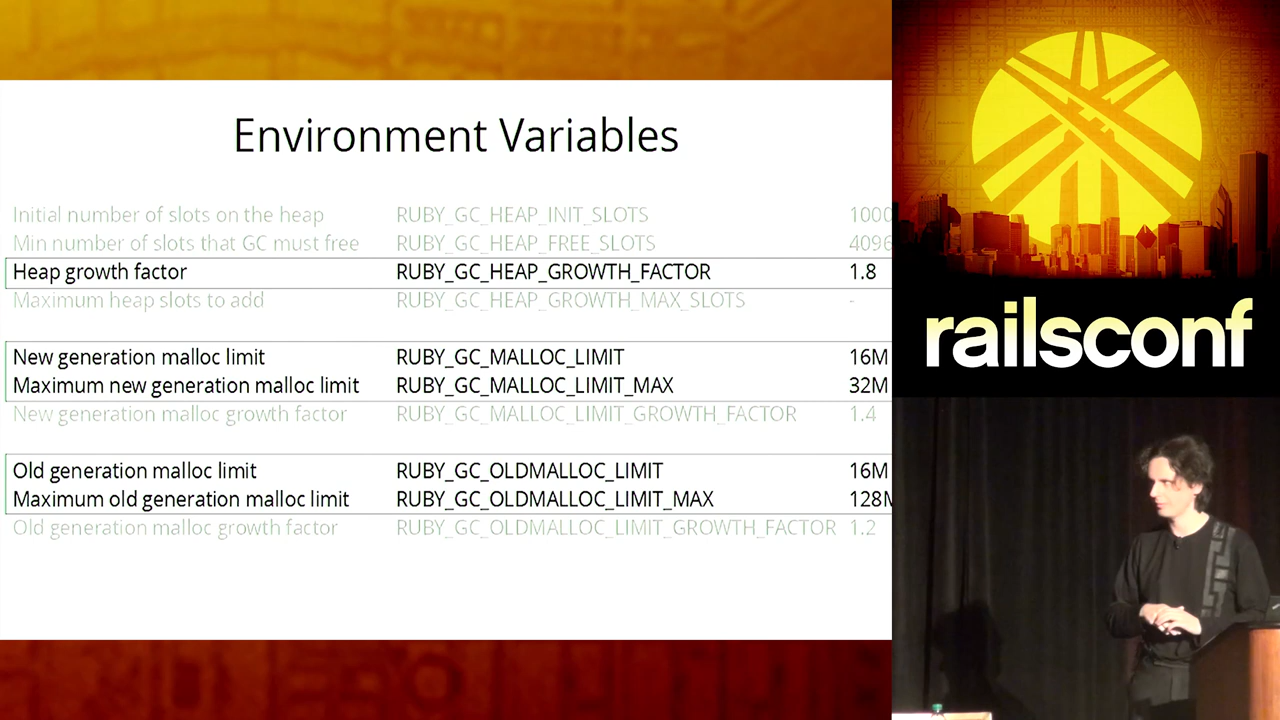 Environment Variables
Initial number of slots on the heap RUBY_GC_HEAP_INIT_SLOTS 1000
Min number of slots that GC must free RUBY_GC_HEAP_FREE_SLOTS 4096
Heap growth factor RUBY_GC_HEAP_GROWTH_FACTOR 1.8
Maximum heap slots to add RUBY_GC_HEAP_GROWTH_MAX_SLOTS -
New generation malloc limit RUBY_GC_MALLOC_LIMIT 16M
Maximum new generation malloc limit RUBY_GC_MALLOC_LIMIT_MAX 32M
New generation malloc growth factor RUBY_GC_MALLOC_LIMIT_GROWTH_FACTOR 1.4
Old generation malloc limit RUBY_GC_OLDMALLOC_LIMIT 16M
Maximum old generation malloc limit RUBY_GC_OLDMALLOC_LIMIT_MAX 128M
Old generation malloc growth factor RUBY_GC_OLDMALLOC_LIMIT_GROWTH_FACTOR 1.2
railsconf